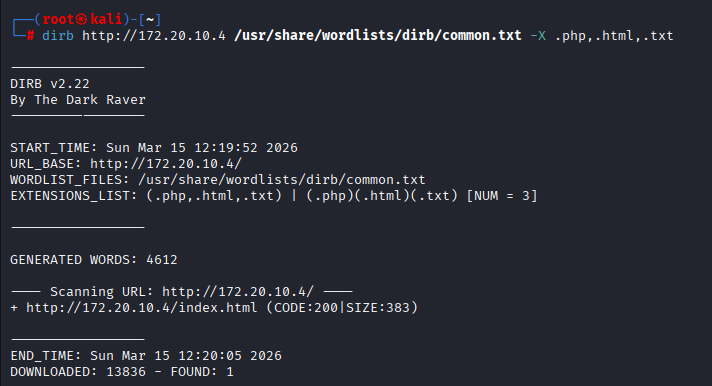 ┌──(root㉿kali)-[~]
└─# dirb http://172.20.10.4 /usr/share/wordlists/dirb/common.txt -X .php,.html,.txt
-----------------
DIRB v2.22
By The Dark Raver
-----------------
START_TIME: Sun Mar 15 12:19:52 2026
URL_BASE: http://172.20.10.4/
WORDLIST_FILES: /usr/share/wordlists/dirb/common.txt
EXTENSIONS_LIST: (.php,.html,.txt) | (.php)(.html)(.txt) [NUM = 3]
-----------------
GENERATED WORDS: 4612
---- Scanning URL: http://172.20.10.4/ ----
+ http://172.20.10.4/index.html (CODE:200|SIZE:383)
-----------------
END_TIME: Sun Mar 15 12:20:05 2026
DOWNLOADED: 13836 - FOUND: 1